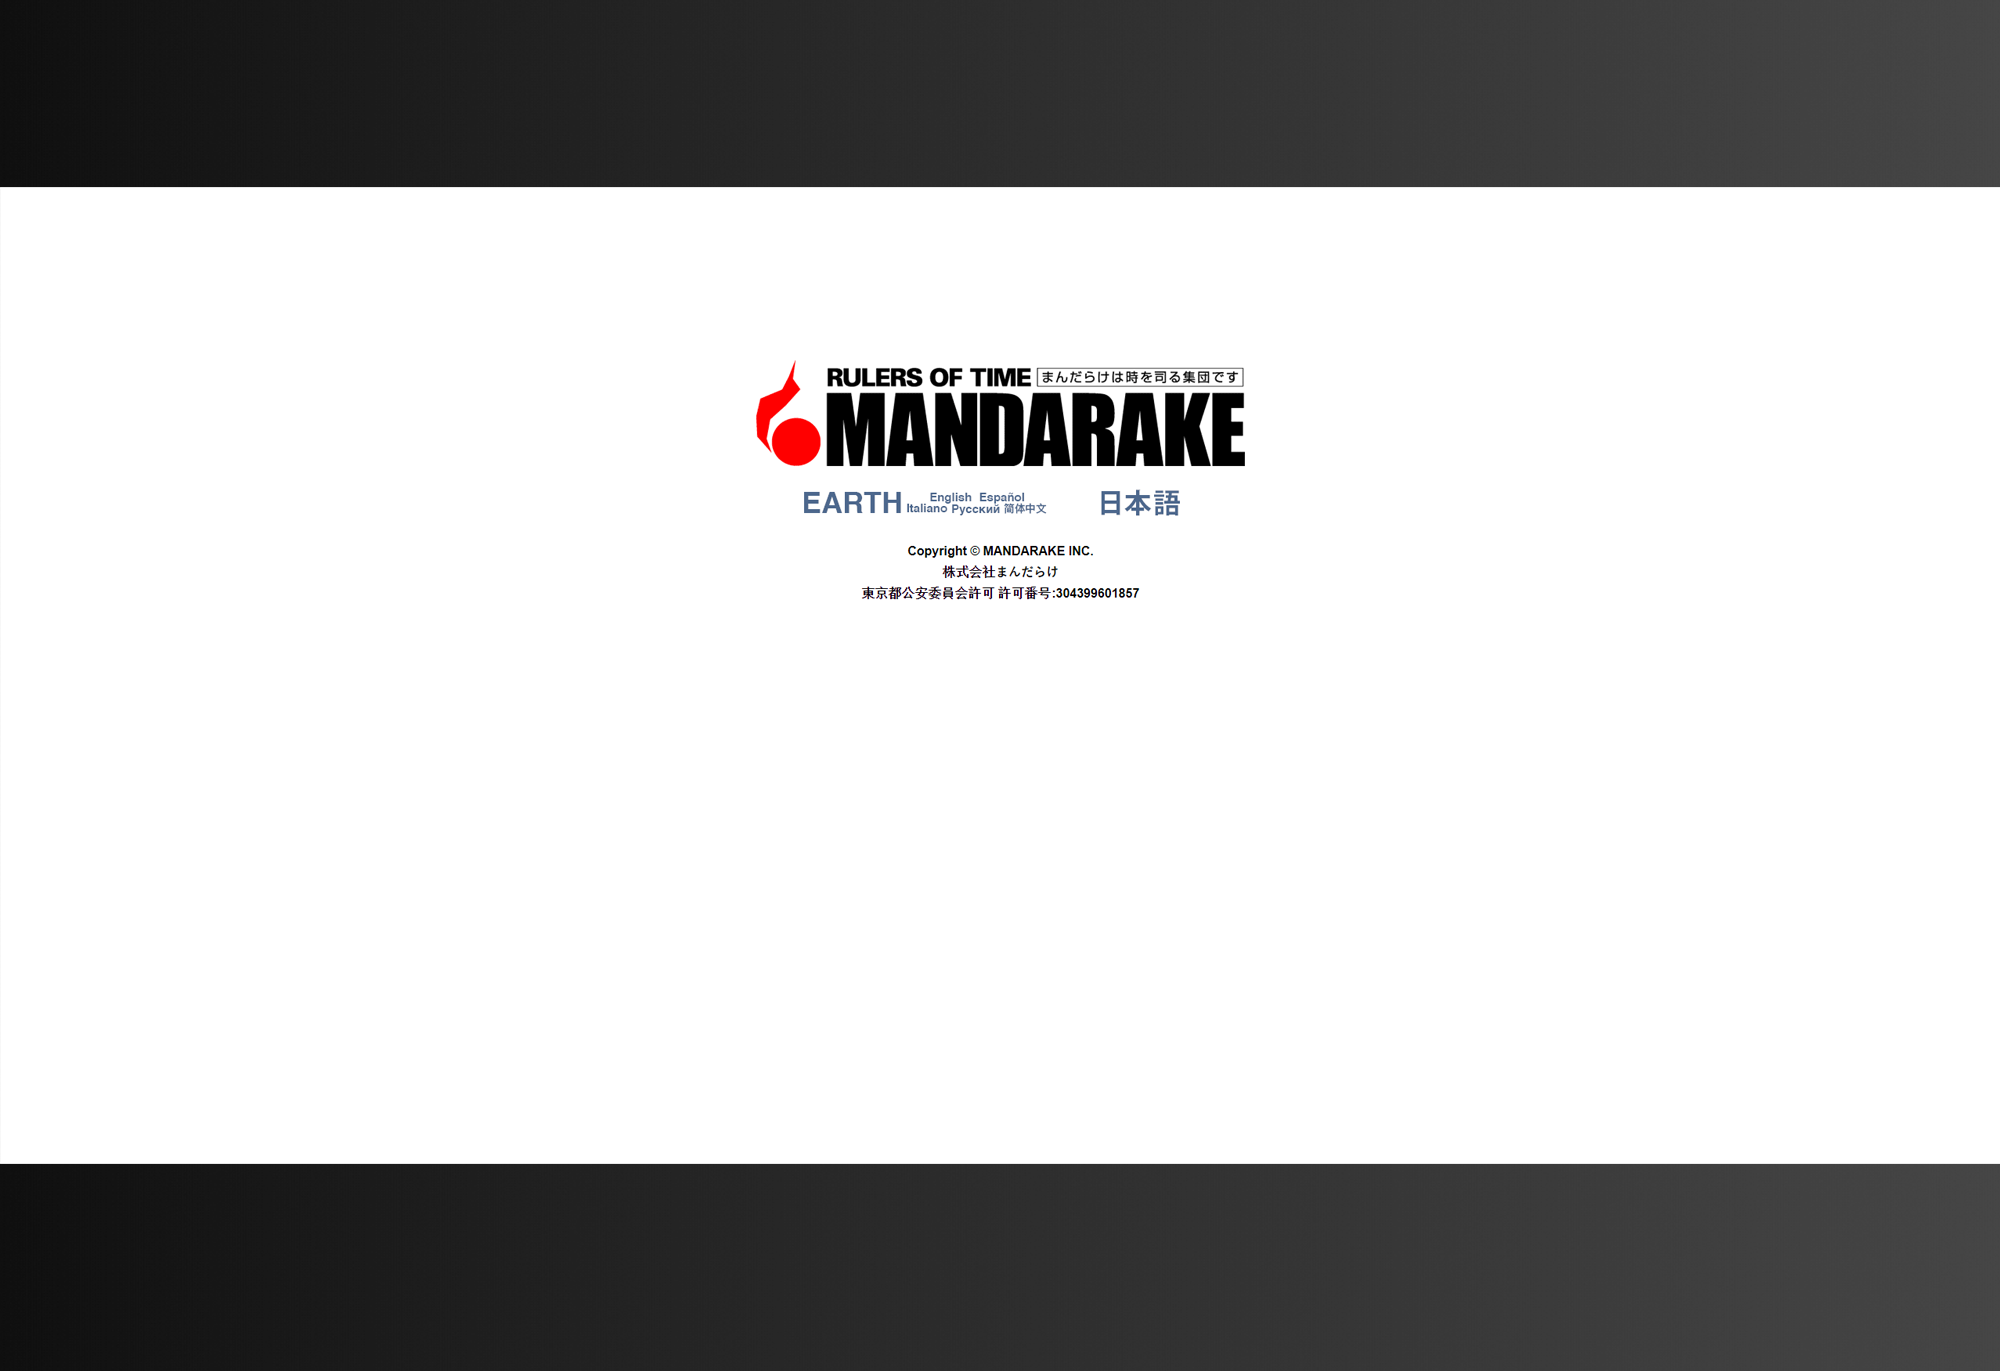 RULERS OF TIME まんだらけは時を司る集団です
MANDARAKE
EARTH English Español
Italiano Русский 简体中文
日本語
Copyright © MANDARAKE INC.
株式会社まんだらけ
東京都公安委員会許可 許可番号:304399601857